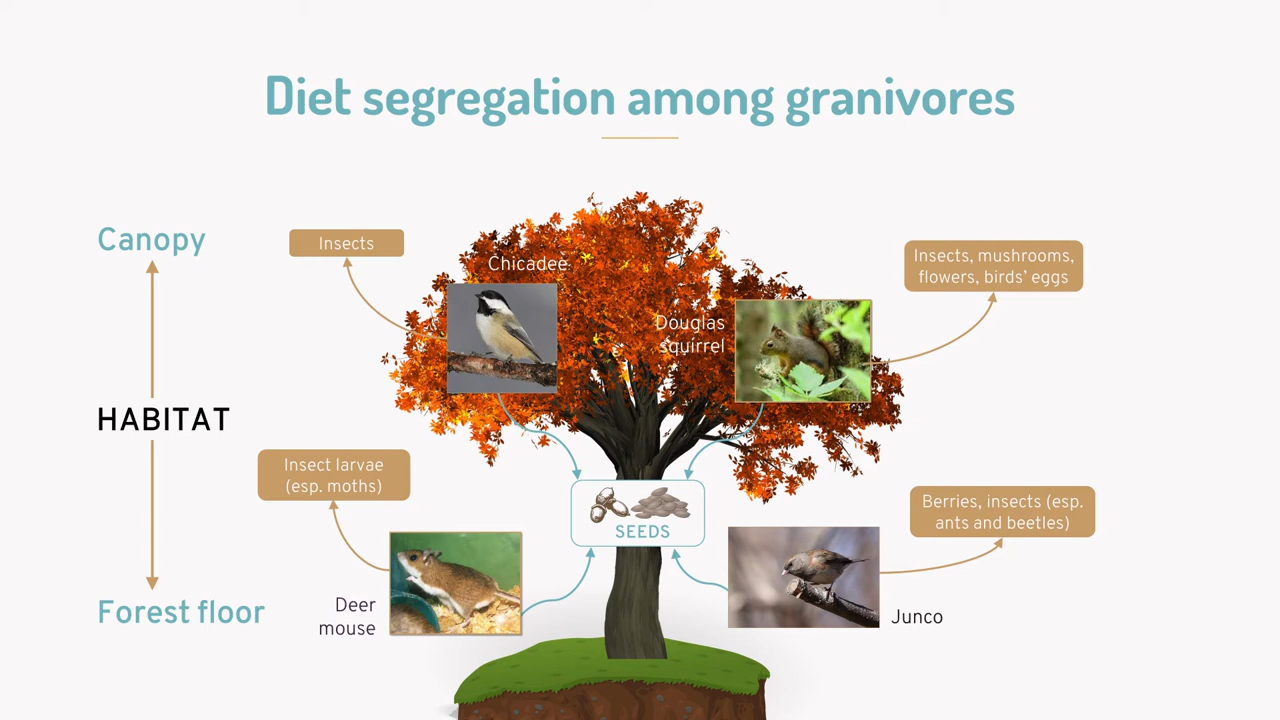 Diet segregation among granivores
Canopy
HABITAT
Forest floor
Insects
Chicadee
Douglas
squirrel
Insects, mushrooms,
flowers, birds’ eggs
Insect larvae
(esp. moths)
SEEDS
Berries, insects (esp.
ants and beetles)
Deer
mouse
Junco